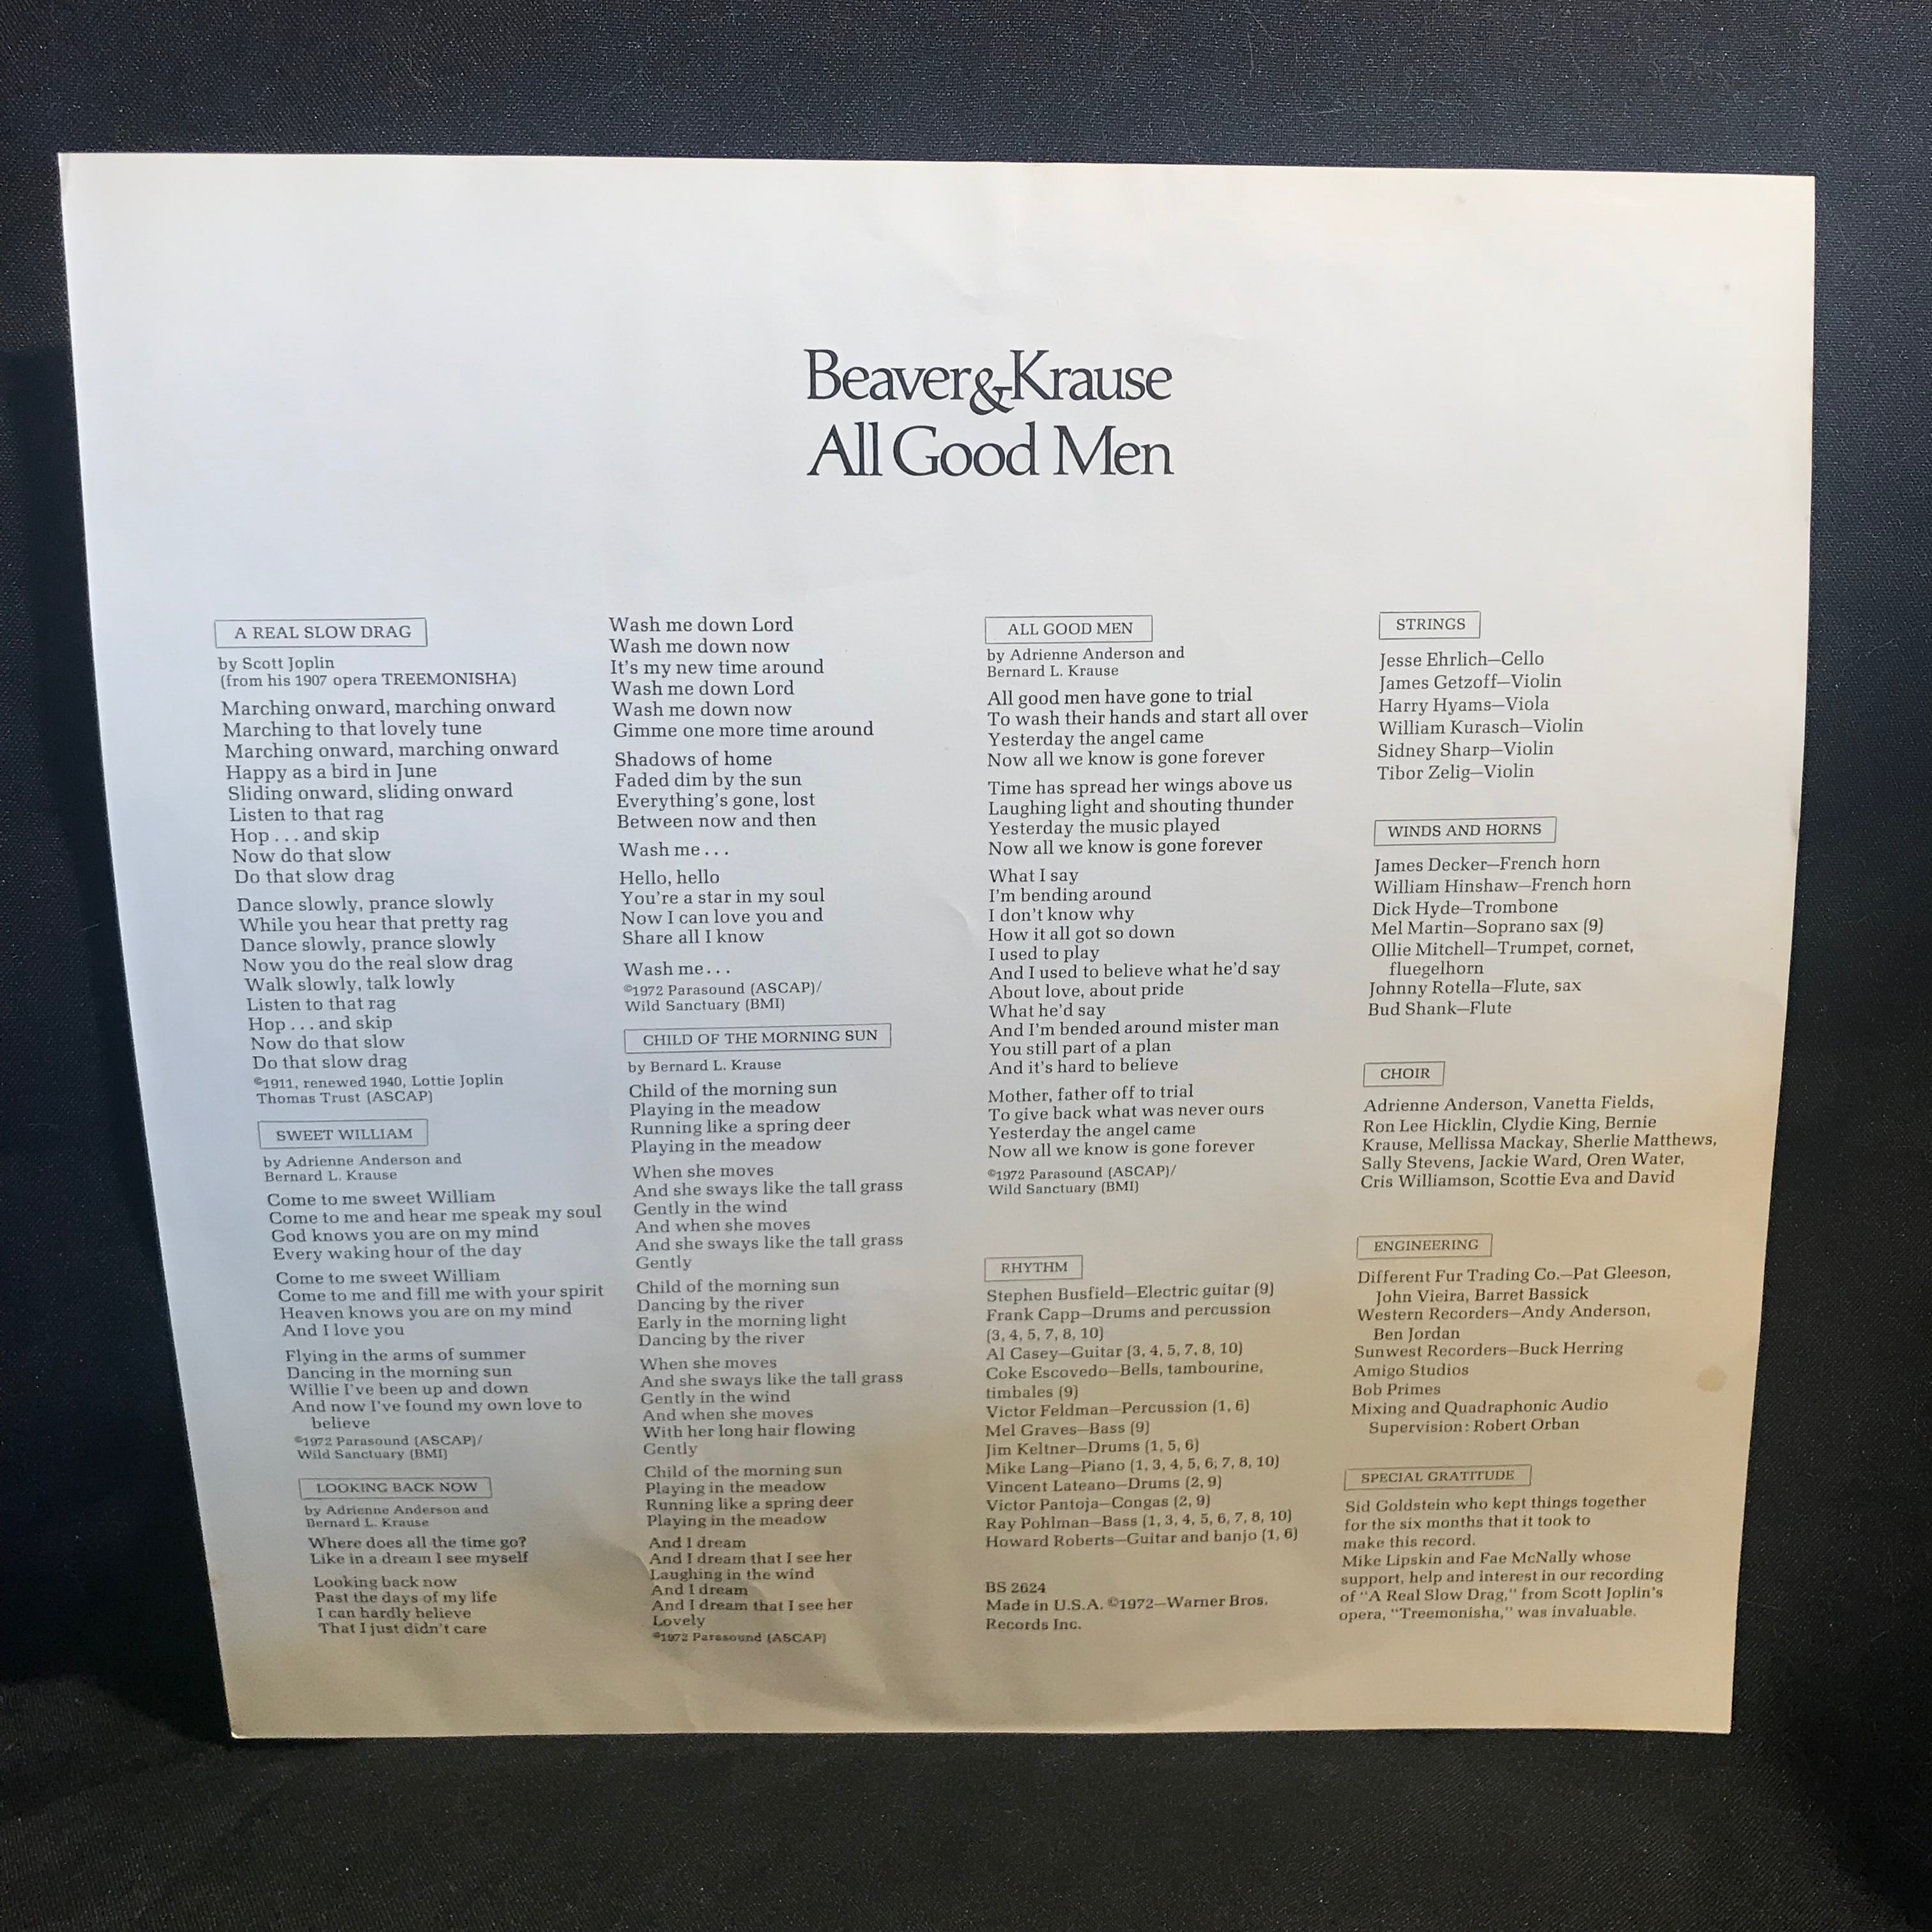 Beaver&Krause
All Good Men
A REAL SLOW DRAG
by Scott Joplin
(from his 1907 opera TREEMONISHA)
Marching onward, marching onward
Marching to that lovely tune
Marching onward, marching onward
Happy as a bird in June
Sliding onward, sliding onward
Listen to that rag
Hop . . . and skip
Now do that slow
Do that slow drag
Dance slowly, prance slowly
While you hear that pretty rag
Dance slowly, prance slowly
Now you do the real slow drag
Walk slowly, talk lowly
Listen to that rag
Hop . . . and skip
Now do that slow
Do that slow drag
©1911, renewed 1940, Lottie Joplin
Thomas Trust (ASCAP)
SWEET WILLIAM
by Adrienne Anderson and
Bernard L. Krause
Come to me sweet William
Come to me and hear me speak my soul
God knows you are on my mind
Every waking hour of the day
Come to me sweet William
Come to me and fill me with your spirit
Heaven knows you are on my mind
And I love you
Flying in the arms of summer
Dancing in the morning sun
Willie I've been up and down
And now I've found my own love to
believe
©1972 Parasound (ASCAP)/
Wild Sanctuary (BMI)
LOOKING BACK NOW
by Adrienne Anderson and
Bernard L. Krause
Where does all the time go?
Like in a dream I see myself
Looking back now
Past the days of my life
I can hardly believe
That I just didn't care
Wash me down Lord
Wash me down now
It's my new time around
Wash me down Lord
Wash me down now
Gimme one more time around
Shadows of home
Faded dim by the sun
Everything's gone, lost
Between now and then
Wash me . . .
Hello, hello
You're a star in my soul
Now I can love you and
Share all I know
Wash me . . .
©1972 Parasound (ASCAP)/
Wild Sanctuary (BMI)
CHILD OF THE MORNING SUN
by Bernard L. Krause
Child of the morning sun
Playing in the meadow
Running like a spring deer
Playing in the meadow
When she moves
And she sways like the tall grass
Gently in the wind
And when she moves
And she sways like the tall grass
Gently
Child of the morning sun
Dancing by the river
Early in the morning light
Dancing by the river
When she moves
And she sways like the tall grass
Gently in the wind
And when she moves
With her long hair flowing
Gently
Child of the morning sun
Playing in the meadow
Running like a spring deer
Playing in the meadow
And I dream
And I dream that I see her
Laughing in the wind
And I dream
And I dream that I see her
Lovely
©1972 Parasound (ASCAP)
ALL GOOD MEN
by Adrienne Anderson and
Bernard L. Krause
All good men have gone to trial
To wash their hands and start all over
Yesterday the angel came
Now all we know is gone forever
Time has spread her wings above us
Laughing light and shouting thunder
Yesterday the music played
Now all we know is gone forever
What I say
I'm bending around
I don't know why
How it all got so down
I used to play
And I used to believe what he'd say
About love, about pride
What he'd say
And I'm bended around mister man
You still part of a plan
And it's hard to believe
Mother, father off to trial
To give back what was never ours
Yesterday the angel came
Now all we know is gone forever
©1972 Parasound (ASCAP)/
Wild Sanctuary (BMI)
RHYTHM
Stephen Busfield—Electric guitar (9)
Frank Capp—Drums and percussion
(3, 4, 5, 7, 8, 10)
Al Casey—Guitar (3, 4, 5, 7, 8, 10)
Coke Escovedo—Bells, tambourine,
timbales (9)
Victor Feldman—Percussion (1, 6)
Mel Graves—Bass (9)
Jim Keltner—Drums (1, 5, 6)
Mike Lang—Piano (1, 3, 4, 5, 6, 7, 8, 10)
Vincent Lateano—Drums (2, 9)
Victor Pantoja—Congas (2, 9)
Ray Pohlman—Bass (1, 3, 4, 5, 6, 7, 8, 10)
Howard Roberts—Guitar and banjo (1, 6)
BS 2624
Made in U.S.A. ©1972—Warner Bros.
Records Inc.
STRINGS
Jesse Ehrlich—Cello
James Getzoff—Violin
Harry Hyams—Viola
William Kurasch—Violin
Sidney Sharp—Violin
Tibor Zelig—Violin
WINDS AND HORNS
James Decker—French horn
William Hinshaw—French horn
Dick Hyde—Trombone
Mel Martin—Soprano sax (9)
Ollie Mitchell—Trumpet, cornet,
fluegelhorn
Johnny Rotella—Flute, sax
Bud Shank—Flute
CHOIR
Adrienne Anderson, Vanetta Fields,
Ron Lee Hicklin, Clydie King, Bernie
Krause, Mellissa Mackay, Sherlie Matthews,
Sally Stevens, Jackie Ward, Oren Water,
Cris Williamson, Scottie Eva and David
ENGINEERING
Different Fur Trading Co.—Pat Gleeson,
John Vieira, Barret Bassick
Western Recorders—Andy Anderson,
Ben Jordan
Sunwest Recorders—Buck Herring
Amigo Studios
Bob Primes
Mixing and Quadraphonic Audio
Supervision: Robert Orban
SPECIAL GRATITUDE
Sid Goldstein who kept things together
for the six months that it took to
make this record.
Mike Lipskin and Fae McNally whose
support, help and interest in our recording
of "A Real Slow Drag," from Scott Joplin's
opera, "Treemonisha," was invaluable.